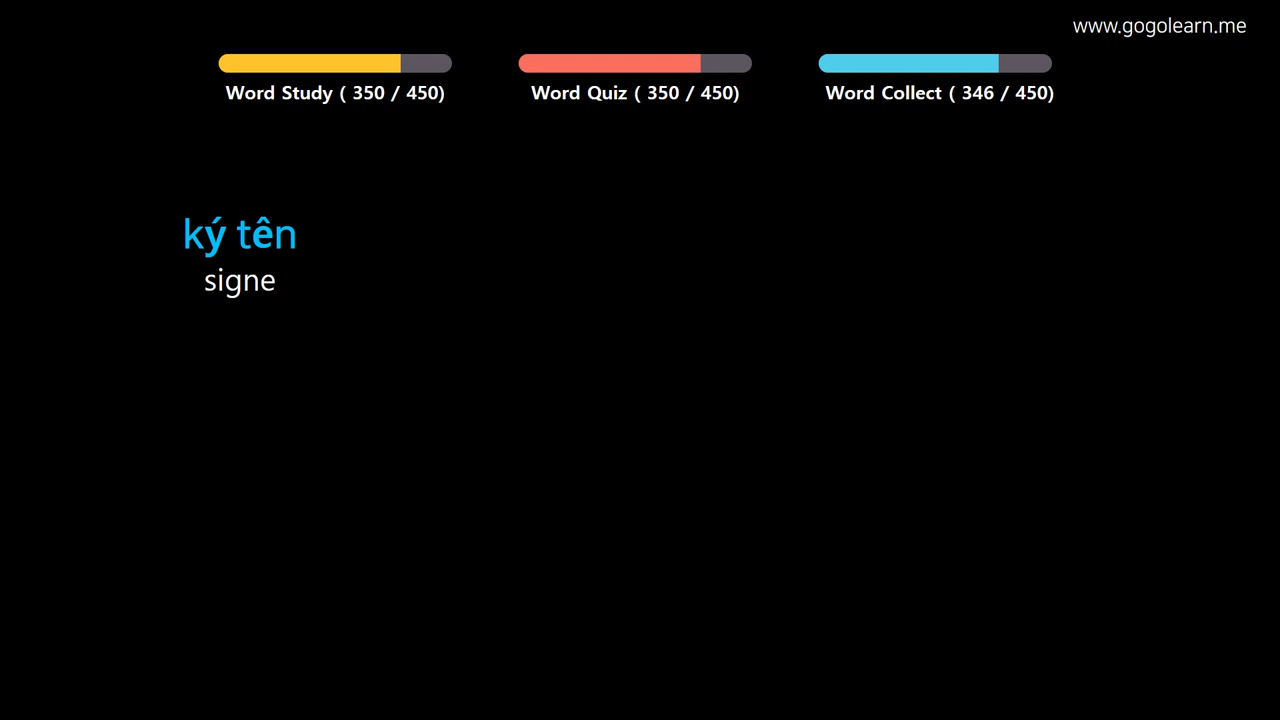 www.gogolearn.me
Word Study ( 350 / 450)
Word Quiz ( 350 / 450)
Word Collect ( 346 / 450)
ký tên
signe